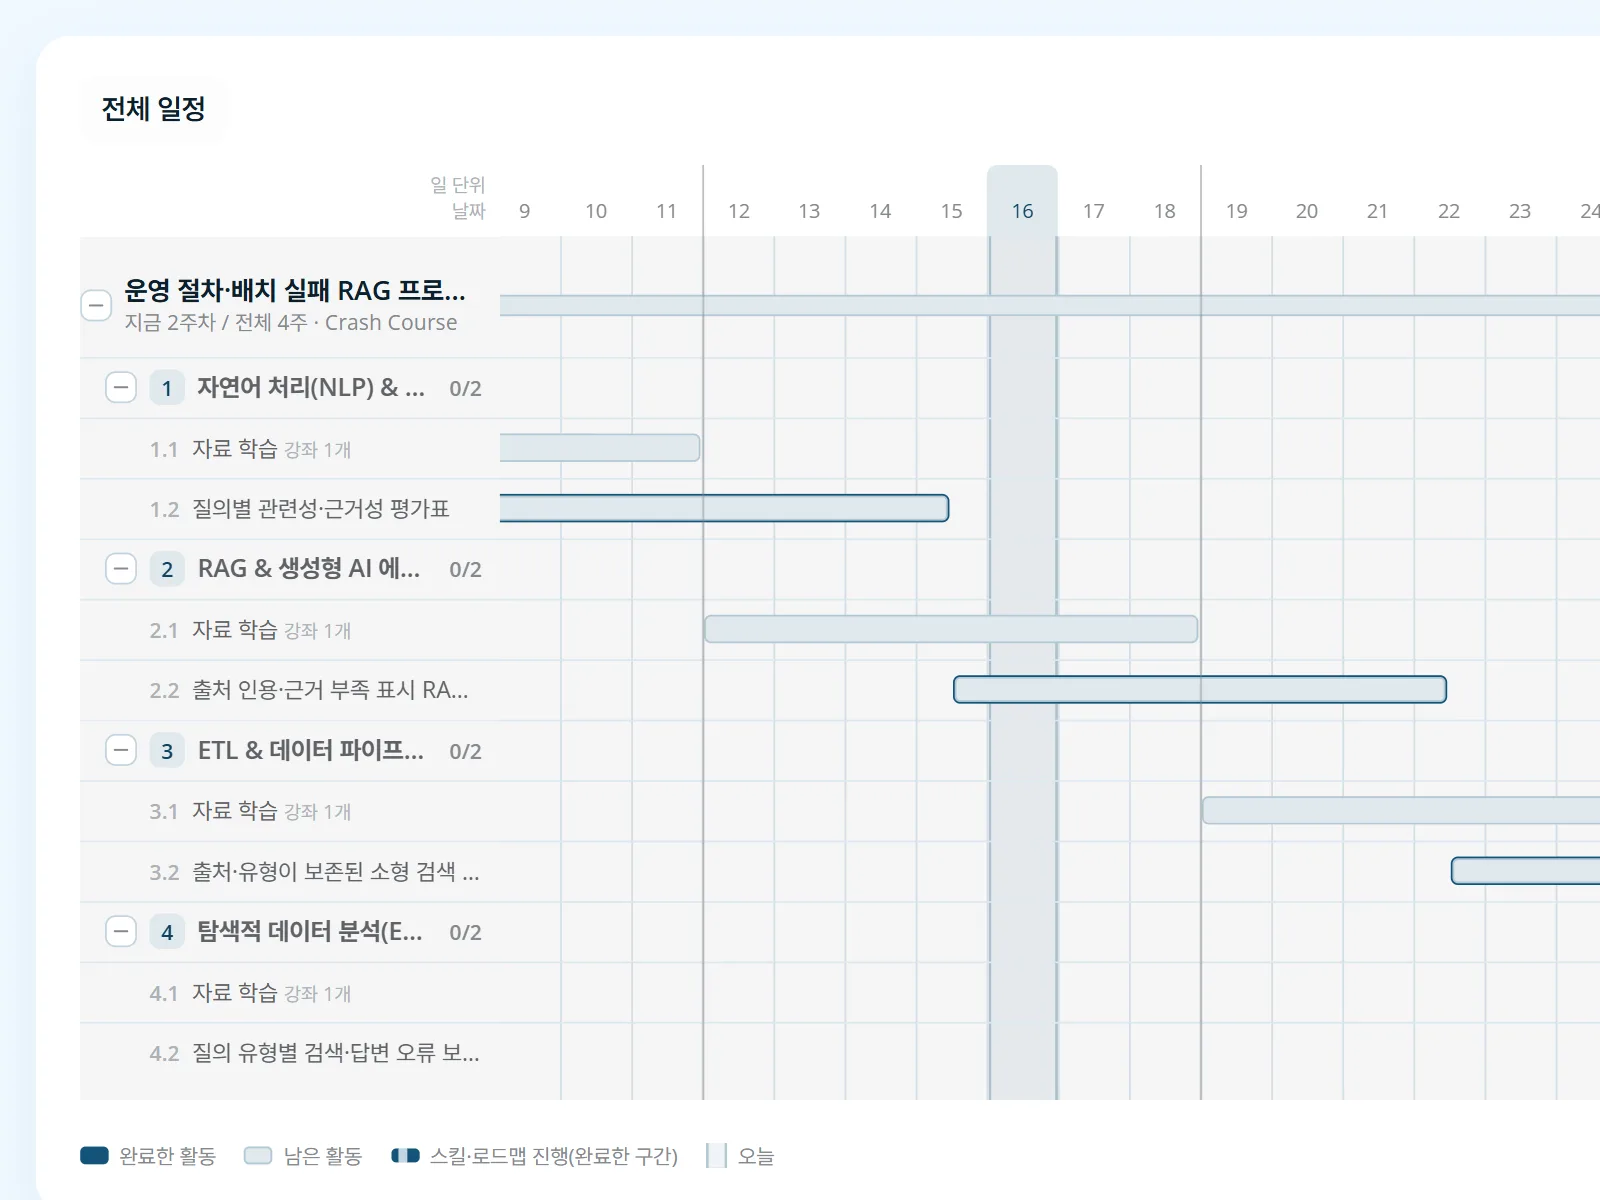 전체 일정
일 단위
날짜 9 10 11 12 13 14 15 16 17 18 19 20 21 22 23 24
운영 절차·배치 실패 RAG 프로...
지금 2주차 / 전체 4주 · Crash Course
1 자연어 처리(NLP) & ... 0/2
1.1 자료 학습 강좌 1개
1.2 질의별 관련성·근거성 평가표
2 RAG & 생성형 AI 에... 0/2
2.1 자료 학습 강좌 1개
2.2 출처 인용·근거 부족 표시 RA...
3 ETL & 데이터 파이프... 0/2
3.1 자료 학습 강좌 1개
3.2 출처·유형이 보존된 소형 검색 ...
4 탐색적 데이터 분석(E... 0/2
4.1 자료 학습 강좌 1개
4.2 질의 유형별 검색·답변 오류 보...
완료한 활동 남은 활동 스킬·로드맵 진행(완료한 구간) 오늘